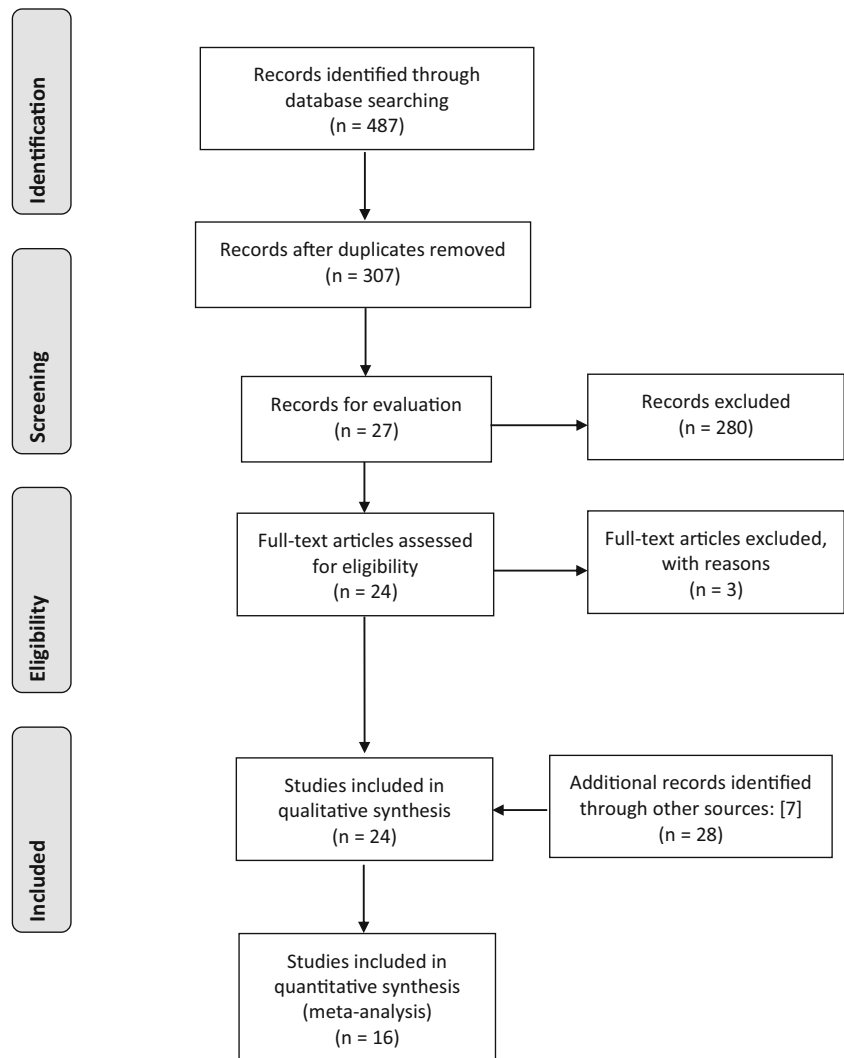 Identification
Records identified through
database searching
(n = 487)
Records after duplicates removed
(n = 307)
Screening
Records for evaluation
(n = 27)
Records excluded
(n = 280)
Eligibility
Full-text articles assessed
for eligibility
(n = 24)
Full-text articles excluded,
with reasons
(n = 3)
Included
Studies included in
qualitative synthesis
(n = 24)
Additional records identified
through other sources: [7]
(n = 28)
Studies included in
quantitative synthesis
(meta-analysis)
(n = 16)